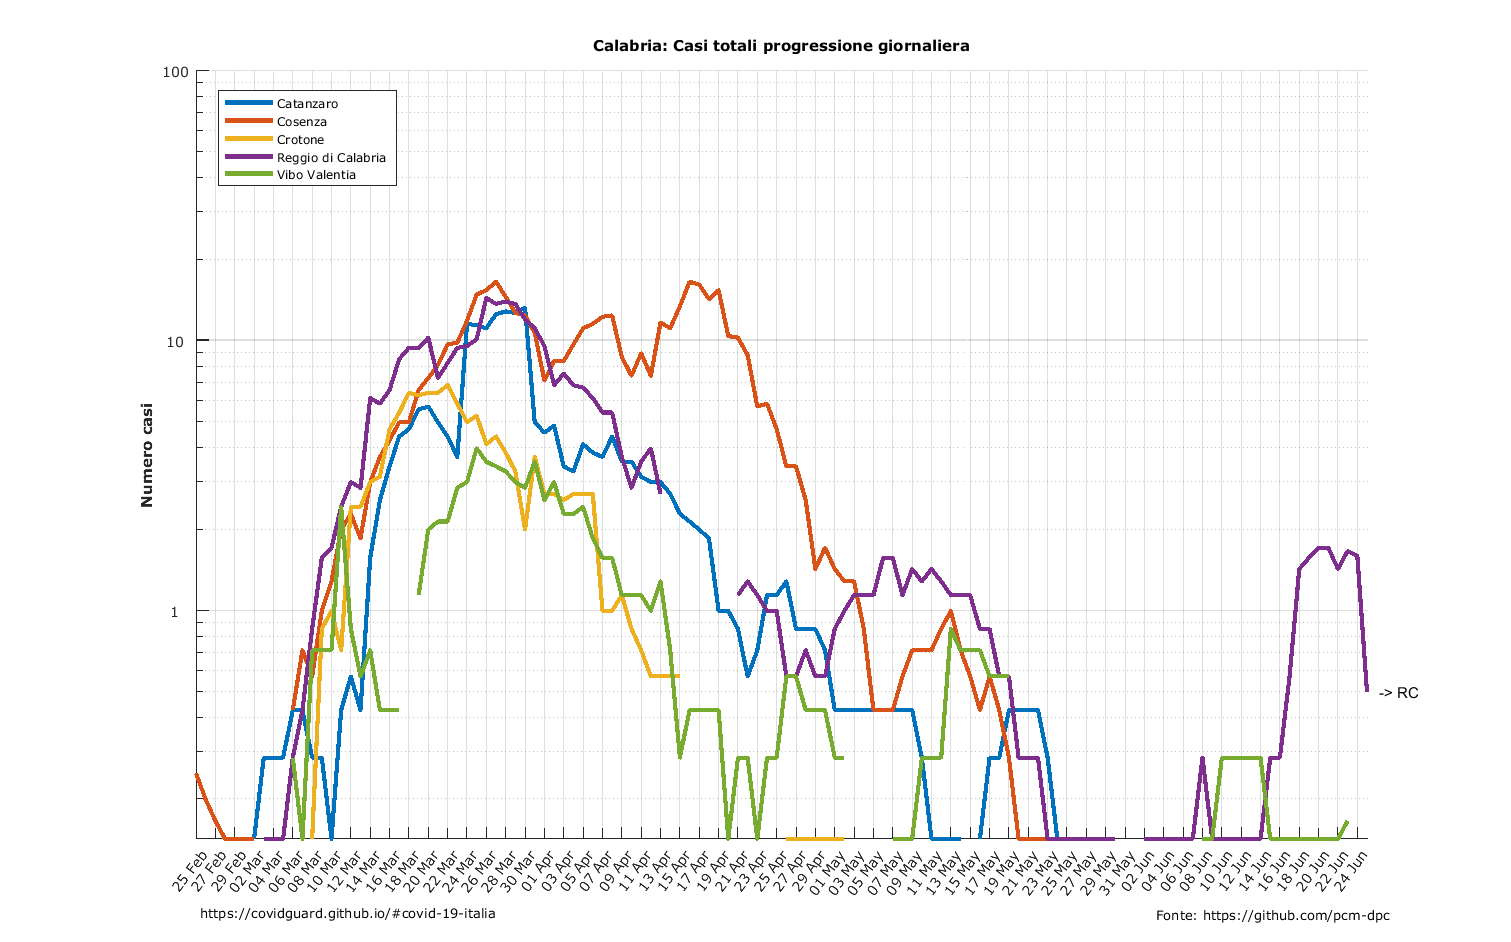 Calabria: Casi totali progressione giornaliera
100
10
1
Numero casi
Catanzaro
Cosenza
Crotone
Reggio di Calabria
Vibo Valentia
-> RC
25 Feb
27 Feb
29 Feb
02 Mar
04 Mar
06 Mar
08 Mar
10 Mar
12 Mar
14 Mar
16 Mar
18 Mar
20 Mar
22 Mar
24 Mar
26 Mar
28 Mar
30 Mar
01 Apr
03 Apr
05 Apr
07 Apr
09 Apr
11 Apr
13 Apr
15 Apr
17 Apr
19 Apr
21 Apr
23 Apr
25 Apr
27 Apr
29 Apr
01 May
03 May
05 May
07 May
09 May
11 May
13 May
15 May
17 May
19 May
21 May
23 May
25 May
27 May
29 May
31 May
02 Jun
04 Jun
06 Jun
08 Jun
10 Jun
12 Jun
14 Jun
16 Jun
18 Jun
20 Jun
22 Jun
24 Jun
https://covidguard.github.io/#covid-19-italia
Fonte: https://github.com/pcm-dpc